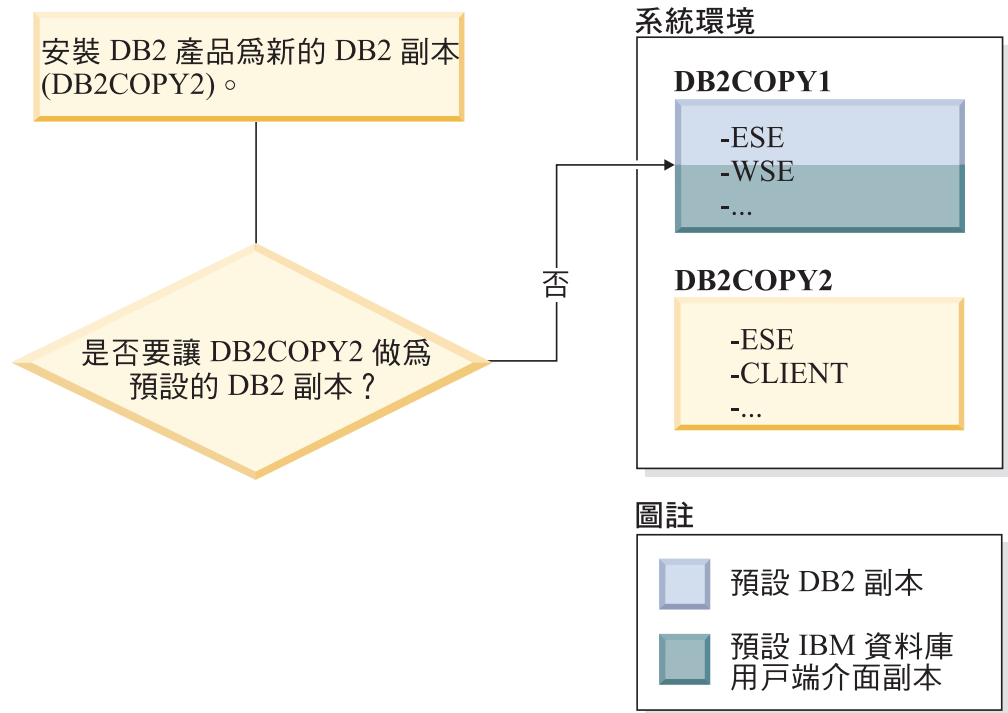 安裝 DB2 產品爲新的 DB2 副本
(DB2COPY2)。
是否要讓 DB2COPY2 做爲
預設的 DB2 副本？
否
系統環境
DB2COPY1
-ESE
-WSE
-...
DB2COPY2
-ESE
-CLIENT
-...
圖註
預設 DB2 副本
預設 IBM 資料庫
用戶端介面副本